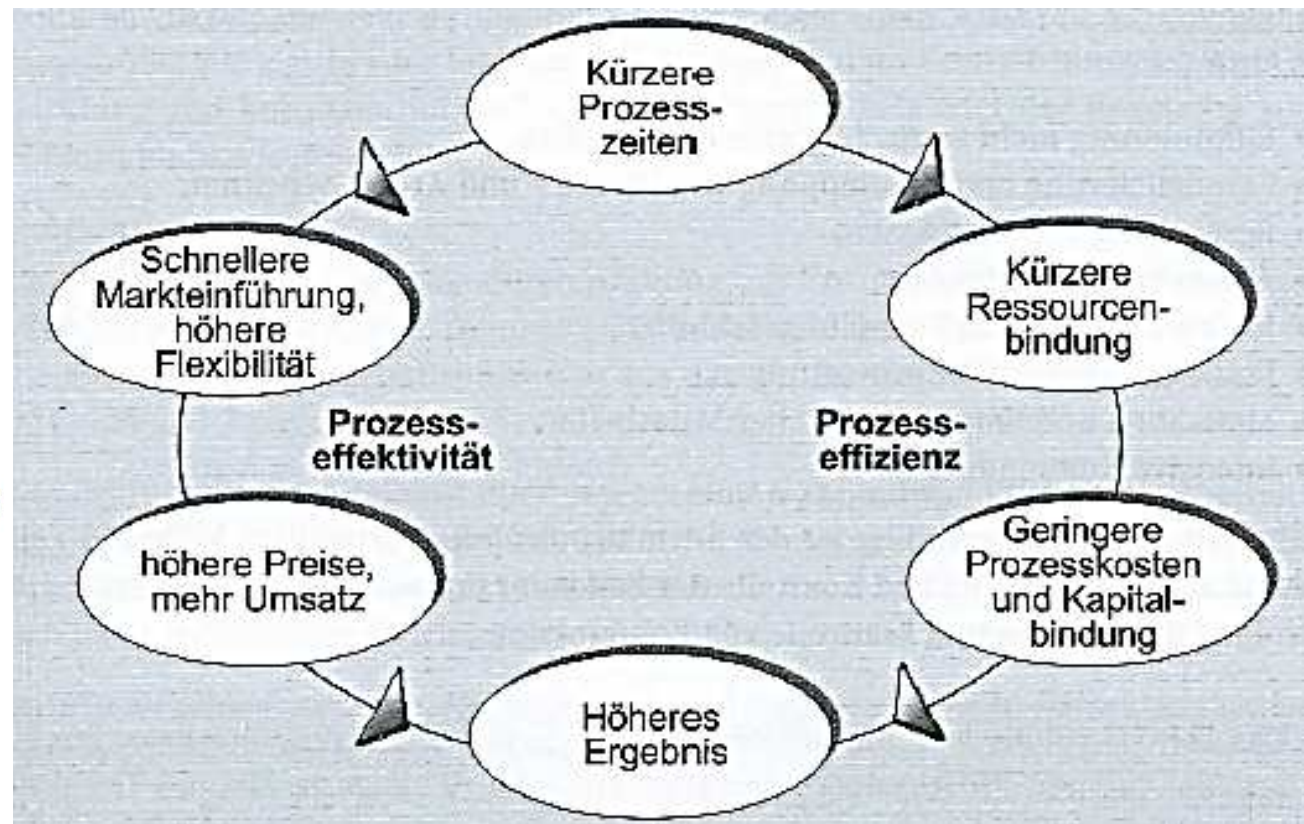 Kürzere
Prozess-
zeiten
Schnellere
Markteinführung,
höhere
Flexibilität
Kürzere
Ressourcen-
bindung
Prozess-
effektivität
Prozess-
effizienz
höhere Preise,
mehr Umsatz
Geringere
Prozesskosten
und Kapital-
bindung
Höheres
Ergebnis